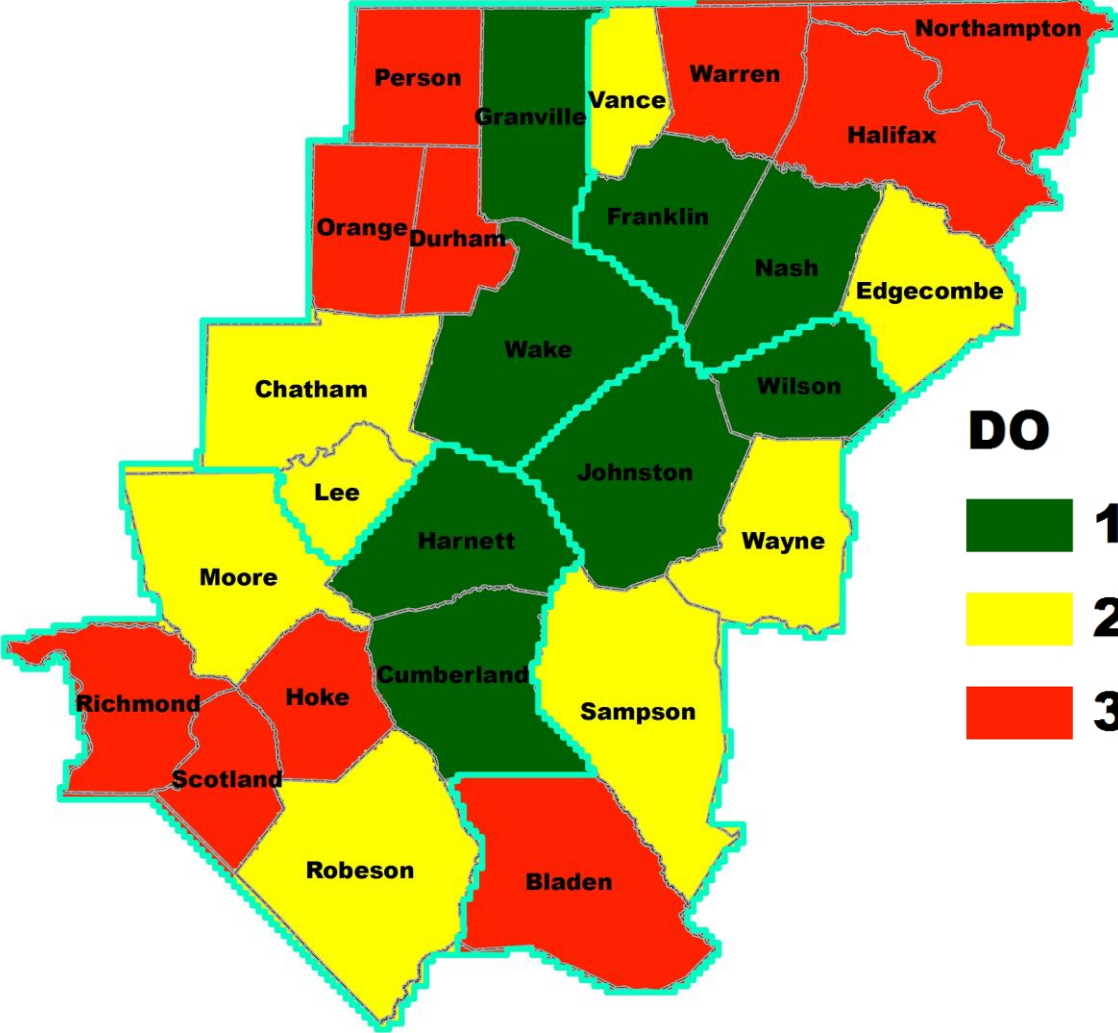 Northampton
Person
Warren
Vance
Granville
Halifax
Franklin
Orange
Durham
Nash
Edgecombe
Wake
Wilson
Chatham
DO
Johnston
Lee
1
Harnett
Wayne
Moore
2
Cumberland
Hoke
Richmond
Sampson
3
Scotland
Robeson
Bladen